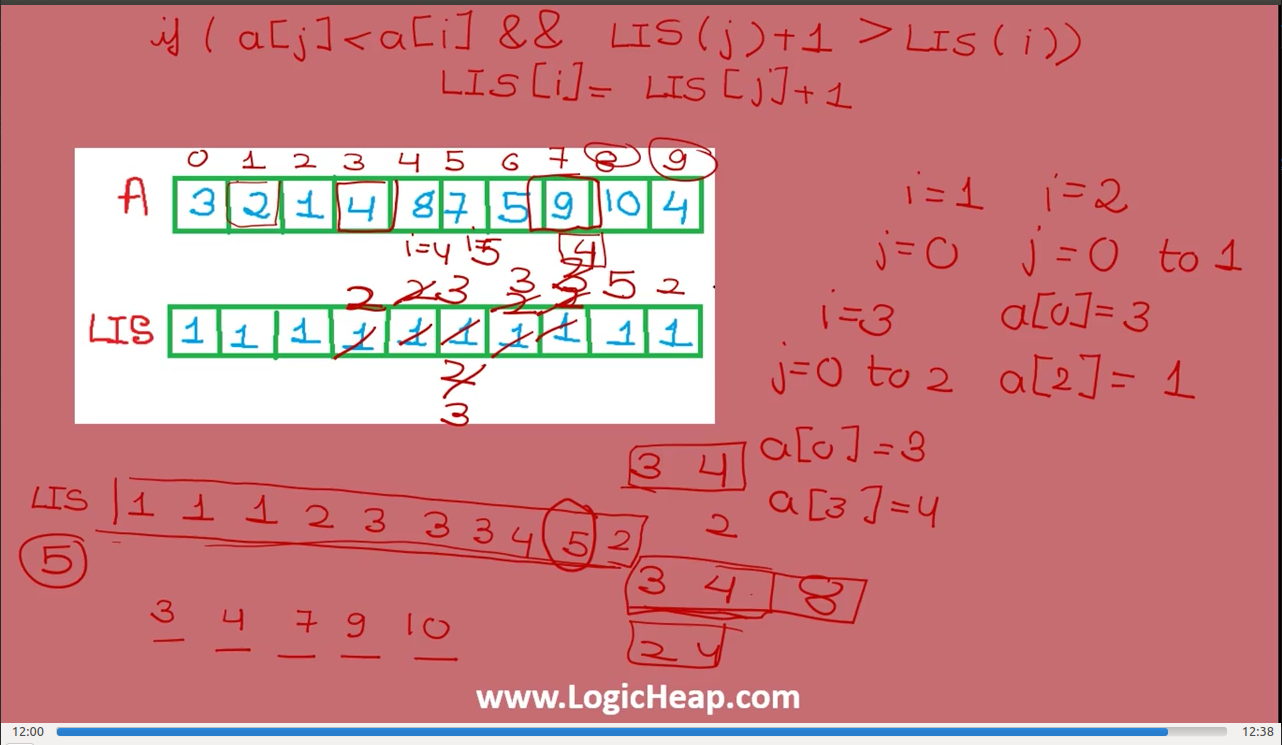 if ( a[j]<a[i] && LIS(j)+1 > LIS(i))
LIS[i]= LIS[j]+1
0 1 2 3 4 5 6 7 8 9
A 3 2 1 4 8 7 5 9 10 4
i=4 i=5 4
2 2 3 3 2 3 2 5 2
LIS 1 1 1 1 1 1 1 1 1 1
2
3
i=1 i=2
j=0 j=0 to 1
i=3 a[0]=3
j=0 to 2 a[2]= 1
3 4 a[0]=3
a[3]=4
2
LIS 1 1 1 2 3 3 3 4 5 2
5
3 4 8
3 4 7 9 10
2 4
www.LogicHeap.com
12:00 12:38